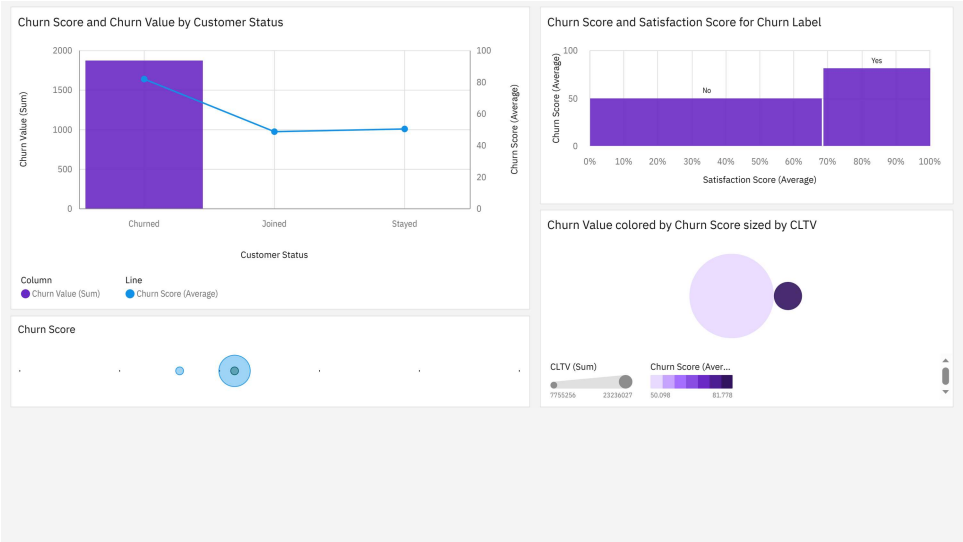 Churn Score and Churn Value by Customer Status
2000
1500
1000
500
0
Churn Value (Sum)
100
80
60
40
20
0
Churn Score (Average)
Churned
Joined
Stayed
Customer Status
Column
Line
Churn Value (Sum)
Churn Score (Average)
Churn Score
Churn Score and Satisfaction Score for Churn Label
Churn Score (Average)
100
50
0
No
Yes
0%
10%
20%
30%
40%
50%
60%
70%
80%
90%
100%
Satisfaction Score (Average)
Churn Value colored by Churn Score sized by CLTV
CLTV (Sum)
7755256
23236027
Churn Score (Aver...
50.098
81.778